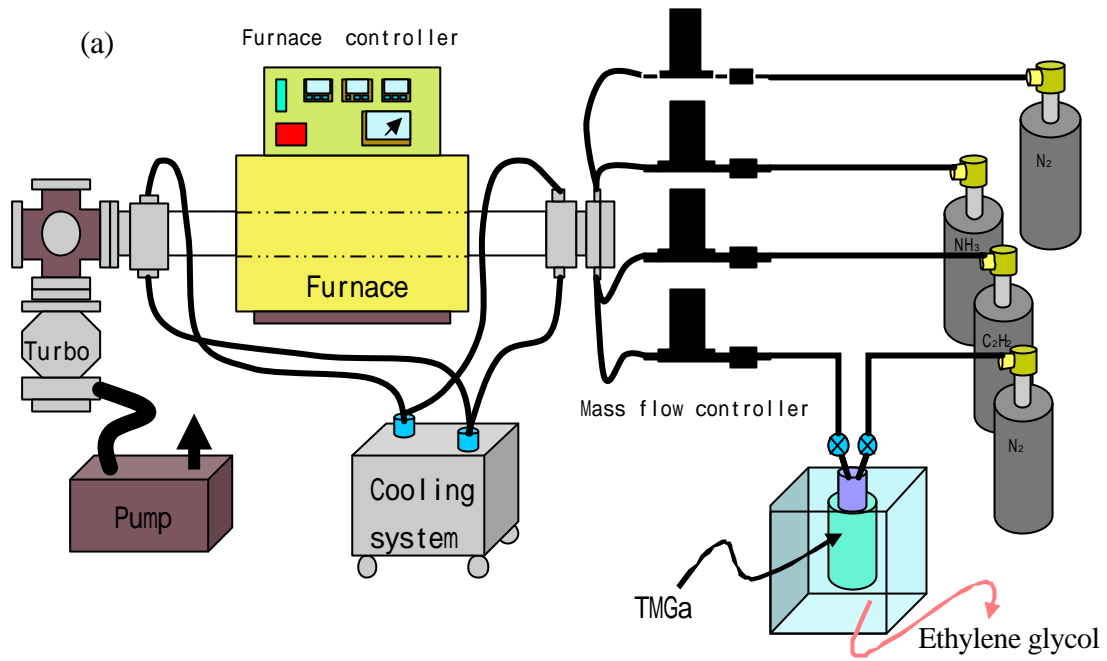 (a)
Furnace controller
N₂
NH₃
C₂H₂
N₂
Furnace
Turbo
Mass flow controller
Pump
Cooling
system
TMGa
Ethylene glycol